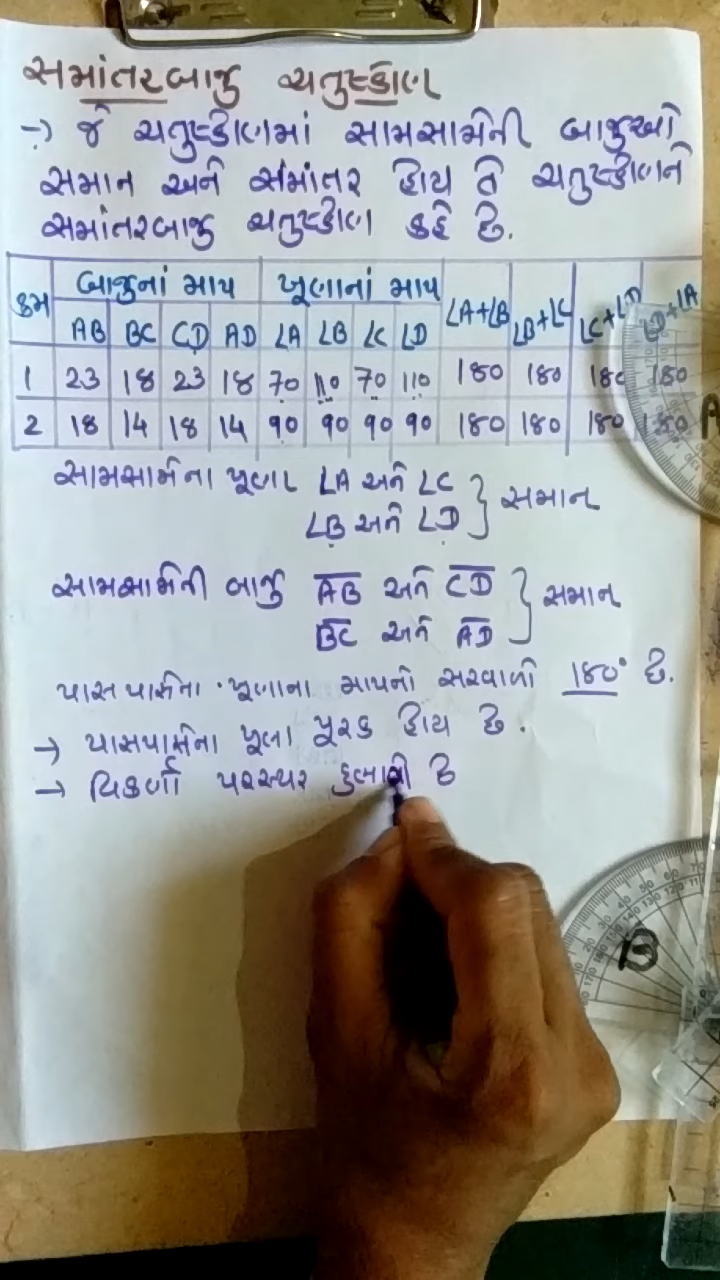 સમાંતરબાજુ ચતુષ્કોણ
→ જે ચતુષ્કોણમાં સામસામેની બાજુઓ
સમાન અને સમાંતર હોય તે ચતુષ્કોણને
સમાંતરબાજુ ચતુષ્કોણ કહે છે.
ક્રમ બાજુનાં માપ ખૂણાનાં માપ ∠A+∠B ∠B+∠C ∠C+∠D ∠D+∠A
AB BC CD AD ∠A ∠B ∠C ∠D
1 23 18 23 18 70 110 70 110 180 180 180 180
2 18 14 18 14 90 90 90 90 180 180 180 180
સામસામેના ખૂણા ∠A અને ∠C } સમાન
∠B અને ∠D
સામસામેની બાજુ AB અને CD } સમાન
BC અને AD
પાસપાસેના ખૂણાના માપનો સરવાળો 180° છે.
→ પાસપાસેના ખૂણા પૂરક હોય છે.
→ વિકર્ણો પરસ્પર દુભાગે છે
A
B